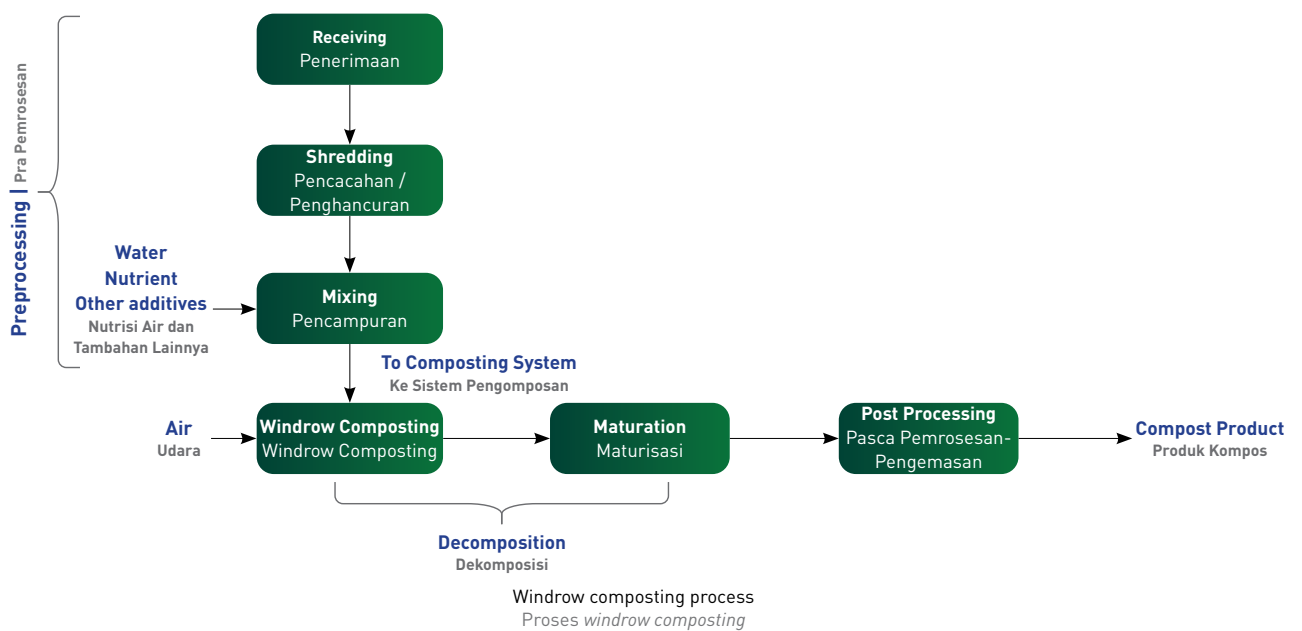 Receiving
Penerimaan
Shredding
Pencacahan /
Penghancuran
Preprocessing | Pra Pemrosesan
Water
Nutrient
Other additives
Nutrisi Air dan
Tambahan Lainnya
Mixing
Pencampuran
To Composting System
Ke Sistem Pengomposan
Air
Udara
Windrow Composting
Windrow Composting
Maturation
Maturisasi
Post Processing
Pasca Pemrosesan-
Pengemasan
Compost Product
Produk Kompos
Decomposition
Dekomposisi
Windrow composting process
Proses windrow composting